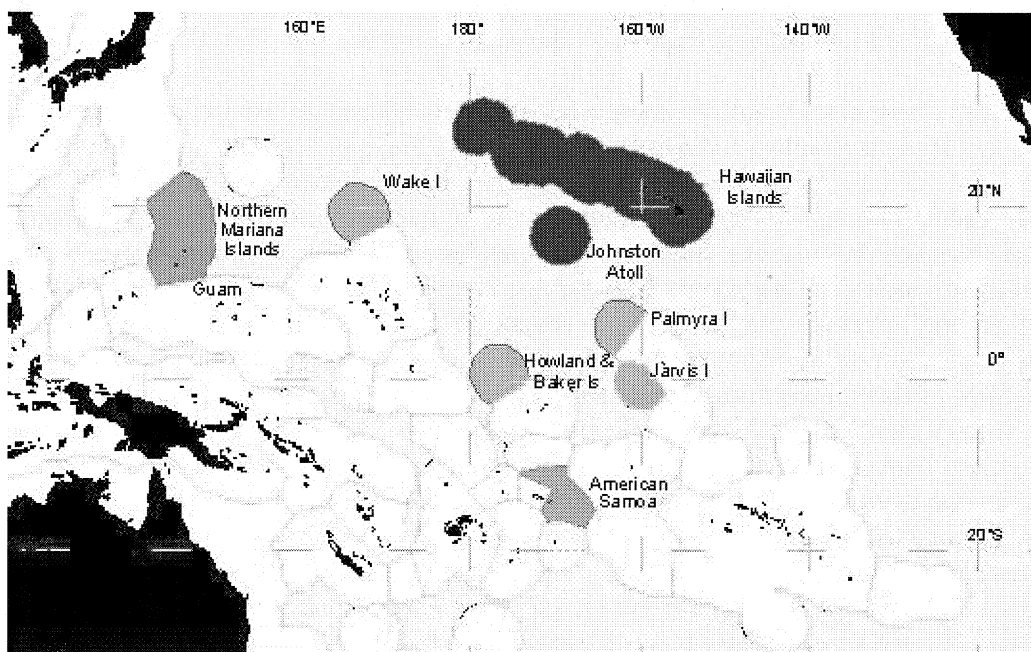 160°E
180°
160°W
140°W
Wake I
Hawaiian
Islands
20°N
Northern
Mariana
Islands
Johnston
Atoll
Guam
Palmyra I
Howland &
Baker Is.
Jarvis I
0°
American
Samoa
20°S